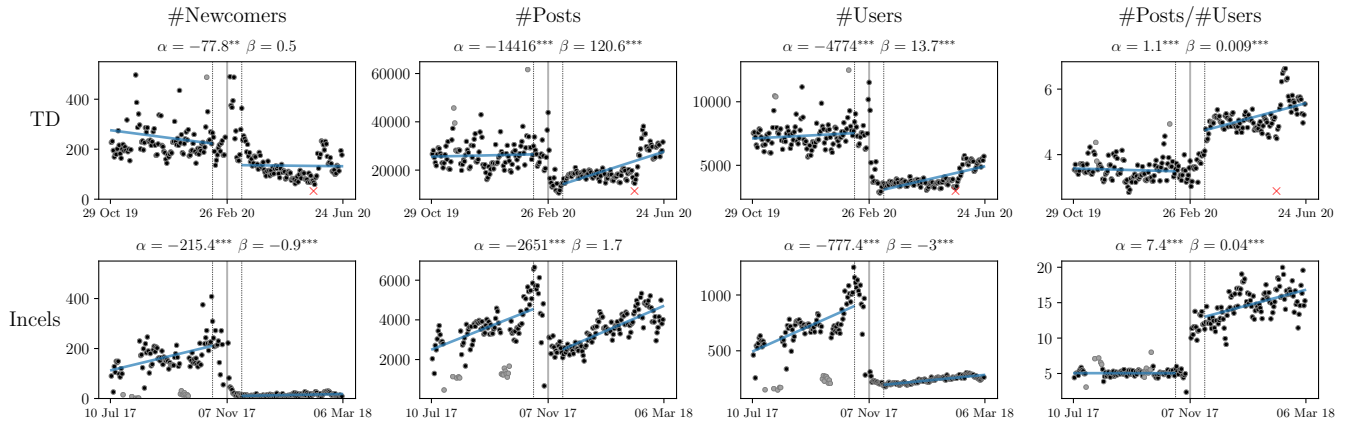 #Newcomers #Posts #Users #Posts/#Users
α = −77.8** β = 0.5 α = −14416*** β = 120.6*** α = −4774*** β = 13.7*** α = 1.1*** β = 0.009***
TD
400
200
0
29 Oct 19 26 Feb 20 24 Jun 20
60000
40000
20000
29 Oct 19 26 Feb 20 24 Jun 20
10000
5000
29 Oct 19 26 Feb 20 24 Jun 20
6
4
29 Oct 19 26 Feb 20 24 Jun 20
α = −215.4*** β = −0.9*** α = −2651*** β = 1.7 α = −777.4*** β = −3*** α = 7.4*** β = 0.04***
Incels
400
200
0
10 Jul 17 07 Nov 17 06 Mar 18
6000
4000
2000
10 Jul 17 07 Nov 17 06 Mar 18
1000
500
10 Jul 17 07 Nov 17 06 Mar 18
20
15
10
5
10 Jul 17 07 Nov 17 06 Mar 18